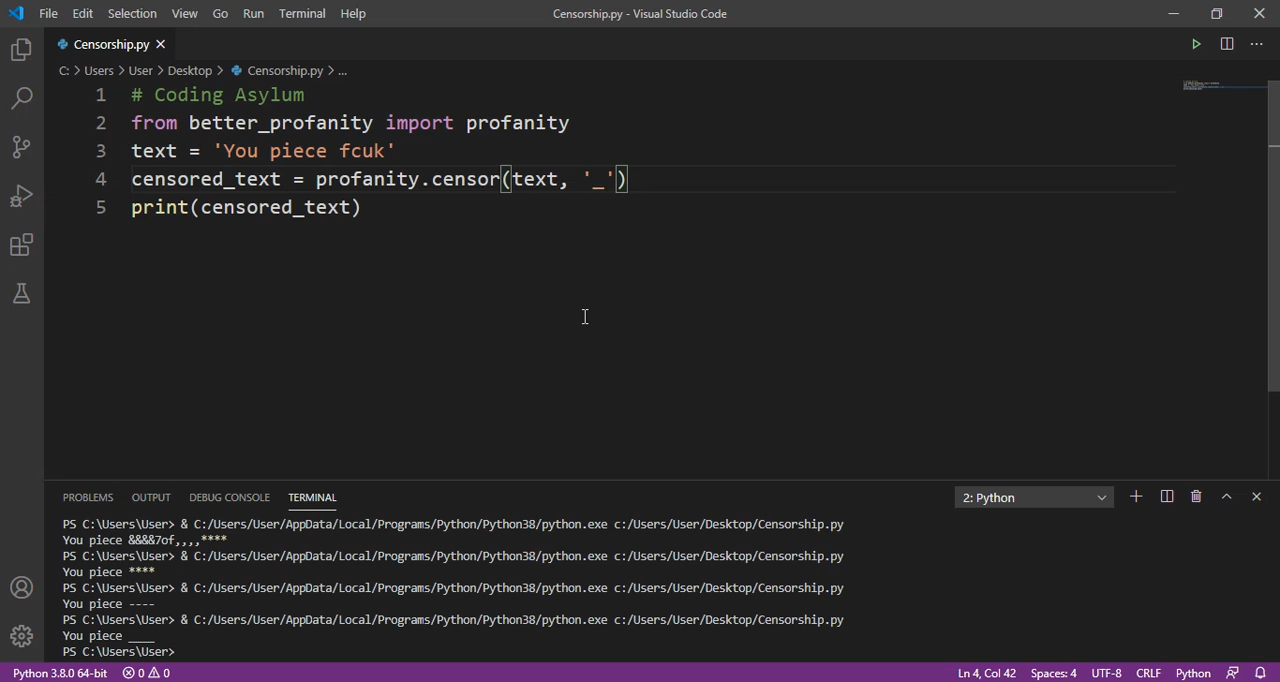 File Edit Selection View Go Run Terminal Help Censorship.py - Visual Studio Code
Censorship.py
C: > Users > User > Desktop > Censorship.py > ...
1 # Coding Asylum
2 from better_profanity import profanity
3 text = 'You piece fcuk'
4 censored_text = profanity.censor(text, '_')
5 print(censored_text)
PROBLEMS OUTPUT DEBUG CONSOLE TERMINAL 2: Python
PS C:\Users\User> & C:/Users/User/AppData/Local/Programs/Python/Python38/python.exe c:/Users/User/Desktop/Censorship.py
You piece &&&&7of,,,,****
PS C:\Users\User> & C:/Users/User/AppData/Local/Programs/Python/Python38/python.exe c:/Users/User/Desktop/Censorship.py
You piece ****
PS C:\Users\User> & C:/Users/User/AppData/Local/Programs/Python/Python38/python.exe c:/Users/User/Desktop/Censorship.py
You piece ----
PS C:\Users\User> & C:/Users/User/AppData/Local/Programs/Python/Python38/python.exe c:/Users/User/Desktop/Censorship.py
You piece ____
PS C:\Users\User>
Python 3.8.0 64-bit 0 0 Ln 4, Col 42 Spaces: 4 UTF-8 CRLF Python